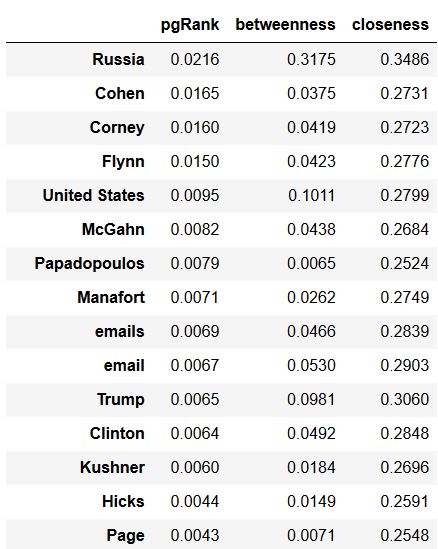 pgRank betweenness closeness
Russia 0.0216 0.3175 0.3486
Cohen 0.0165 0.0375 0.2731
Corney 0.0160 0.0419 0.2723
Flynn 0.0150 0.0423 0.2776
United States 0.0095 0.1011 0.2799
McGahn 0.0082 0.0438 0.2684
Papadopoulos 0.0079 0.0065 0.2524
Manafort 0.0071 0.0262 0.2749
emails 0.0069 0.0466 0.2839
email 0.0067 0.0530 0.2903
Trump 0.0065 0.0981 0.3060
Clinton 0.0064 0.0492 0.2848
Kushner 0.0060 0.0184 0.2696
Hicks 0.0044 0.0149 0.2591
Page 0.0043 0.0071 0.2548